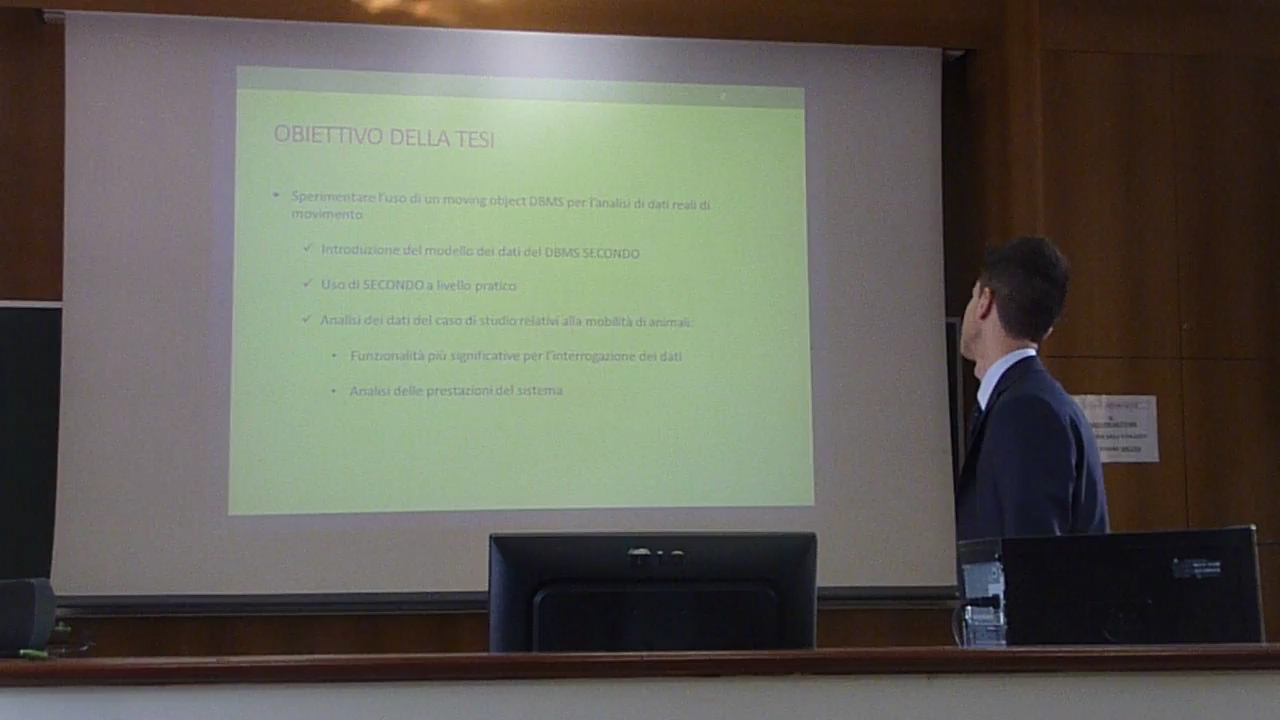 OBIETTIVO DELLA TESI
• Sperimentare l'uso di un moving object DBMS per l'analisi di dati reali di
movimento
✓ Introduzione del modello dei dati del DBMS SECONDO
✓ Uso di SECONDO a livello pratico
✓ Analisi dei dati del caso di studio relativi alla mobilità di animali:
• Funzionalità più significative per l'interrogazione dei dati
• Analisi delle prestazioni del sistema